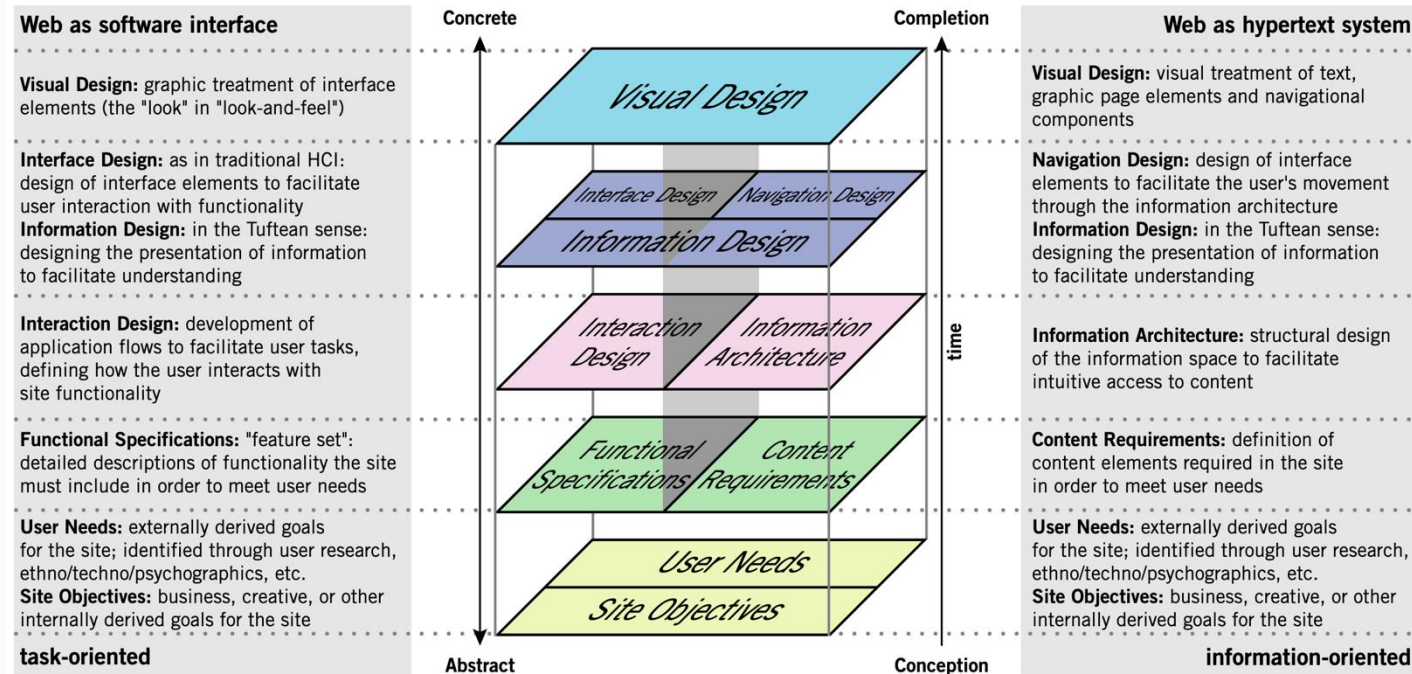 Web as software interface
Visual Design: graphic treatment of interface
elements (the "look" in "look-and-feel")
Interface Design: as in traditional HCI:
design of interface elements to facilitate
user interaction with functionality
Information Design: in the Tuftean sense:
designing the presentation of information
to facilitate understanding
Interaction Design: development of
application flows to facilitate user tasks,
defining how the user interacts with
site functionality
Functional Specifications: "feature set":
detailed descriptions of functionality the site
must include in order to meet user needs
User Needs: externally derived goals
for the site; identified through user research,
ethno/techno/psychographics, etc.
Site Objectives: business, creative, or other
internally derived goals for the site
task-oriented
Concrete
Completion
Visual Design
Interface Design
Navigation Design
Information Design
Interaction
Design
Information
Architecture
Functional
Specifications
Content
Requirements
User Needs
Site Objectives
time
Abstract
Conception
Web as hypertext system
Visual Design: visual treatment of text,
graphic page elements and navigational
components
Navigation Design: design of interface
elements to facilitate the user's movement
through the information architecture
Information Design: in the Tuftean sense:
designing the presentation of information
to facilitate understanding
Information Architecture: structural design
of the information space to facilitate
intuitive access to content
Content Requirements: definition of
content elements required in the site
in order to meet user needs
User Needs: externally derived goals
for the site; identified through user research,
ethno/techno/psychographics, etc.
Site Objectives: business, creative, or other
internally derived goals for the site
information-oriented